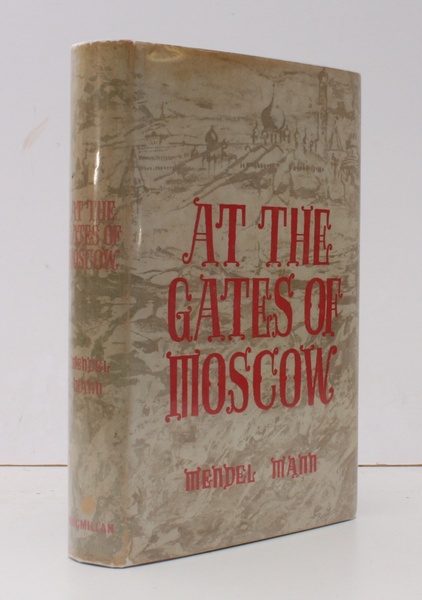 AT THE
GATES OF
MOSCOW
MENDEL MANN
AT THE
GATES OF
MOSCOW
MENDEL
MANN
MACMILLAN